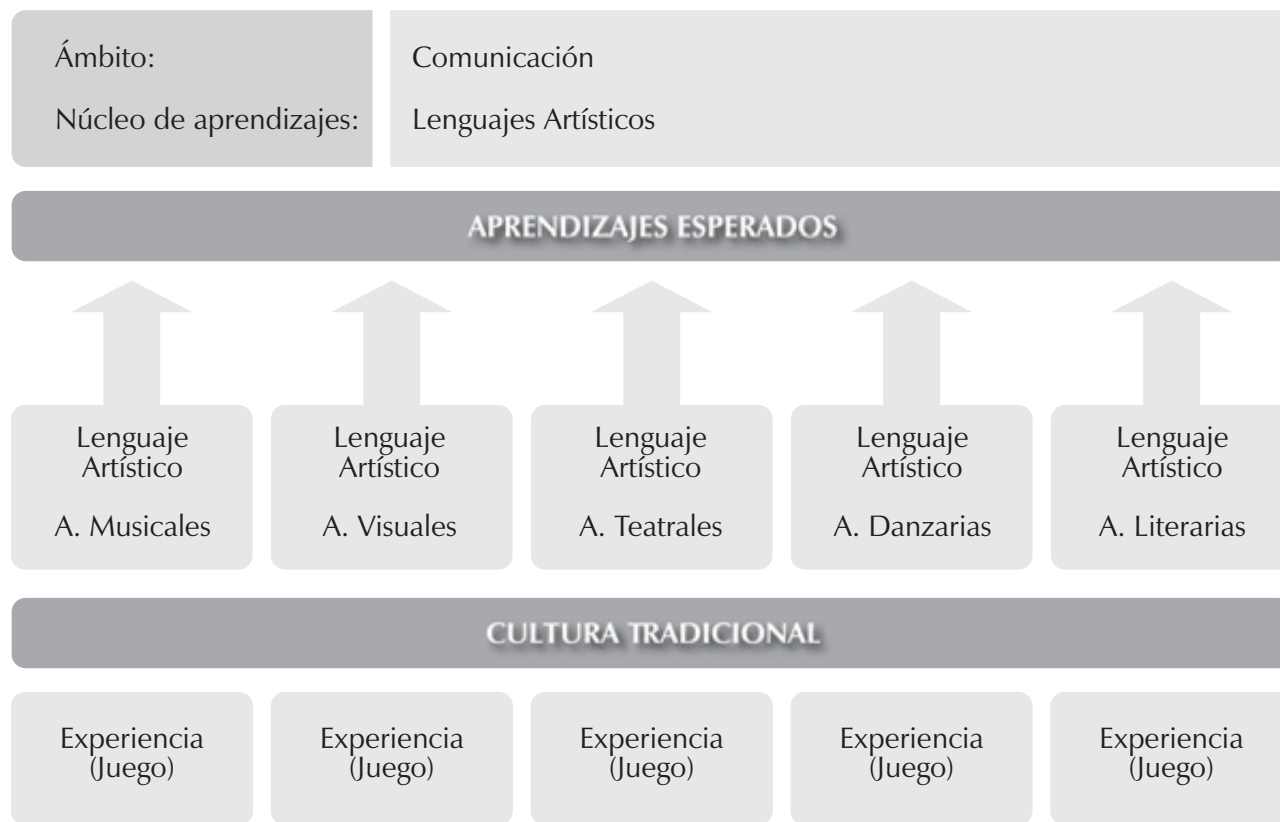 Ámbito: Comunicación
Núcleo de aprendizajes: Lenguajes Artísticos
APRENDIZAJES ESPERADOS
Lenguaje
Artístico
A. Musicales
Lenguaje
Artístico
A. Visuales
Lenguaje
Artístico
A. Teatrales
Lenguaje
Artístico
A. Danzarias
Lenguaje
Artístico
A. Literarias
CULTURA TRADICIONAL
Experiencia
(Juego)
Experiencia
(Juego)
Experiencia
(Juego)
Experiencia
(Juego)
Experiencia
(Juego)